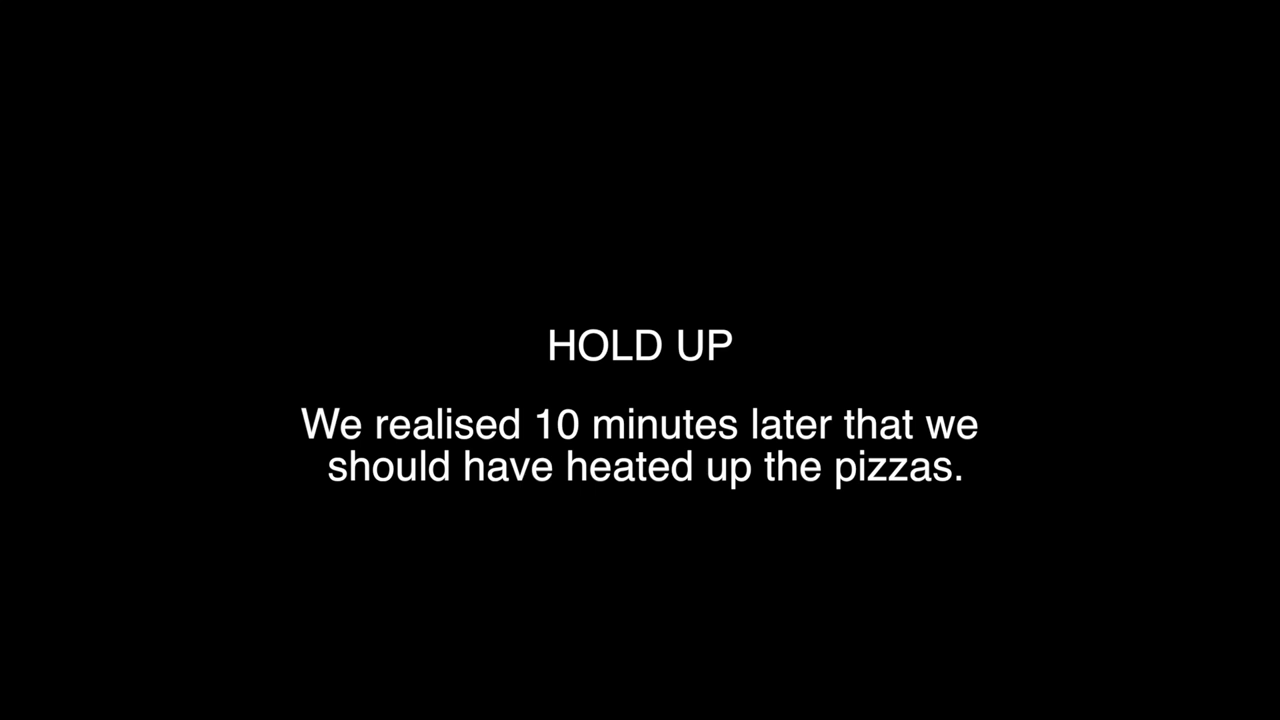 HOLD UP
We realised 10 minutes later that we
should have heated up the pizzas.